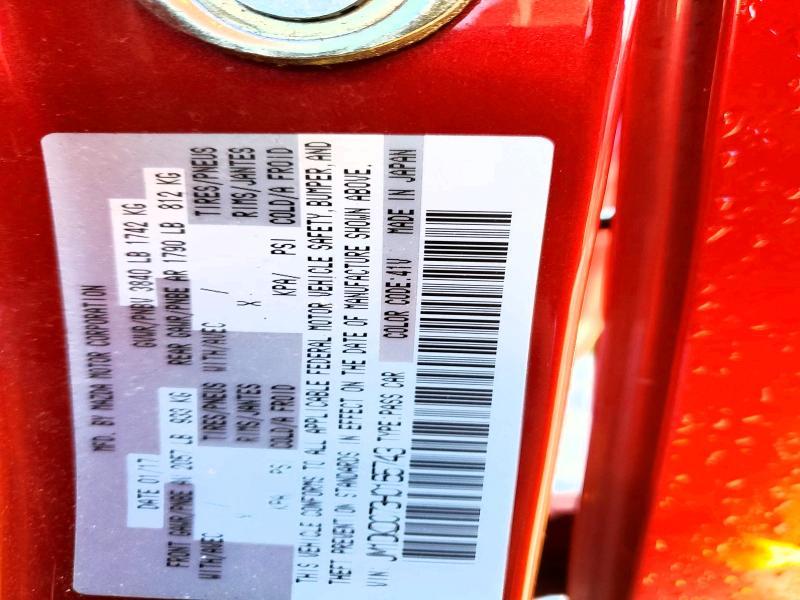 MFD. BY MAZDA MOTOR CORPORATION
DATE 07/17 GVWR/PNBV 3840 LB 1742 KG
FRONT GAWR/PNBE AV 2057 LB 933 KG REAR GAWR/PNBE AR 1790 LB 812 KG
WITH/AVEC TIRES/PNEUS WITH/AVEC / TIRES/PNEUS
RIMS/JANTES X RIMS/JANTES
KPA PS COLD/A FROID KPA/ PSI COLD/A FROID
THIS VEHICLE CONFORMS TO ALL APPLICABLE FEDERAL MOTOR VEHICLE SAFETY, BUMPER, AND
THEFT PREVENTION STANDARDS IN EFFECT ON THE DATE OF MANUFACTURE SHOWN ABOVE.
VIN: TYPE:PASS CAR COLOR CODE:41V MADE IN JAPAN